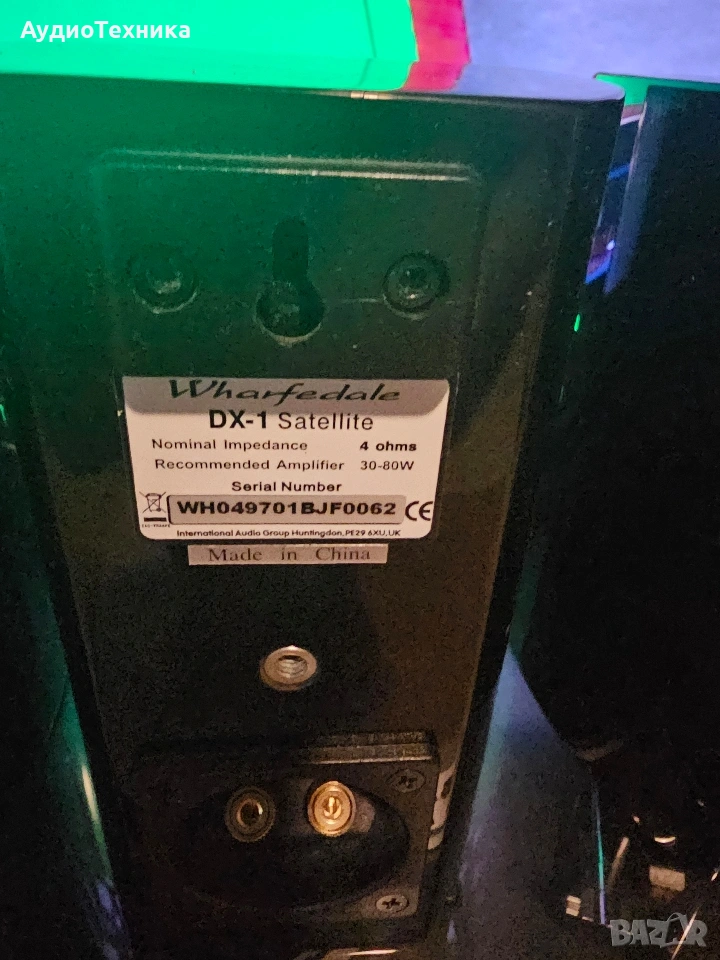 АудиоТехника
Wharfedale
DX-1 Satellite
Nominal Impedance 4 ohms
Recommended Amplifier 30-80W
Serial Number
WH049701BJF0062
International Audio Group Huntingdon,PE29 6XU,UK
Made in China
BAZAR